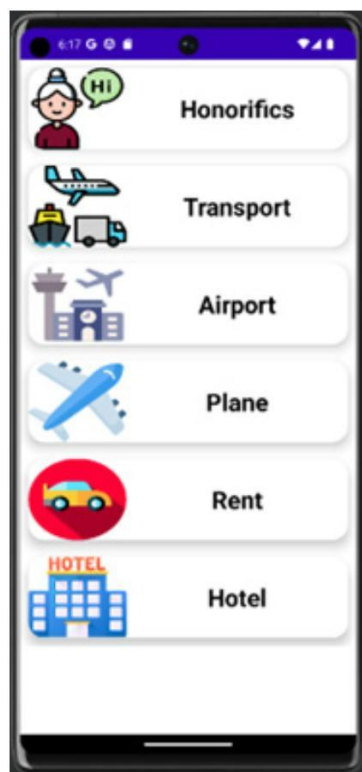 6:17 G
Hi
Honorifics
Transport
Airport
Plane
Rent
HOTEL
Hotel